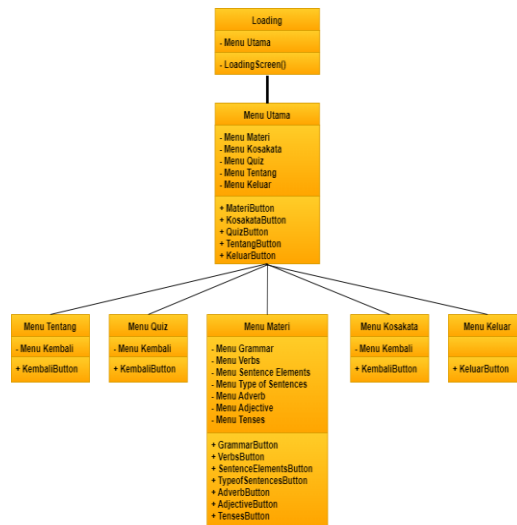 Loading
- Menu Utama
- LoadingScreen()
Menu Utama
- Menu Materi
- Menu Kosakata
- Menu Quiz
- Menu Tentang
- Menu Keluar
+ MateriButton
+ KosakataButton
+ QuizButton
+ TentangButton
+ KeluarButton
Menu Tentang
- Menu Kembali
+ KembaliButton
Menu Quiz
- Menu Kembali
+ KembaliButton
Menu Materi
- Menu Grammar
- Menu Verbs
- Menu Sentence Elements
- Menu Type of Sentences
- Menu Adverb
- Menu Adjective
- Menu Tenses
+ GrammarButton
+ VerbsButton
+ SentenceElementsButton
+ TypeofSentencesButton
+ AdverbButton
+ AdjectiveButton
+ TensesButton
Menu Kosakata
- Menu Kembali
+ KembaliButton
Menu Keluar
+ KeluarButton